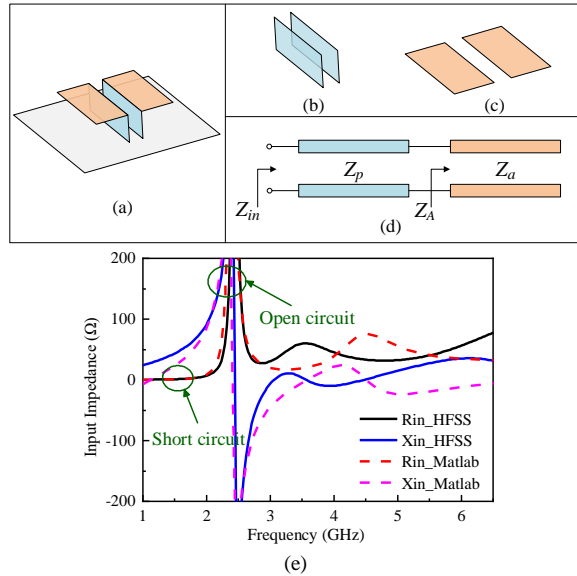 (a)
(b)
(c)
Z_in
Z_p
Z_A
Z_a
(d)
200
100
0
-100
-200
Input Impedance (Ω)
Open circuit
Short circuit
Rin_HFSS
Xin_HFSS
Rin_Matlab
Xin_Matlab
1 2 3 4 5 6
Frequency (GHz)
(e)